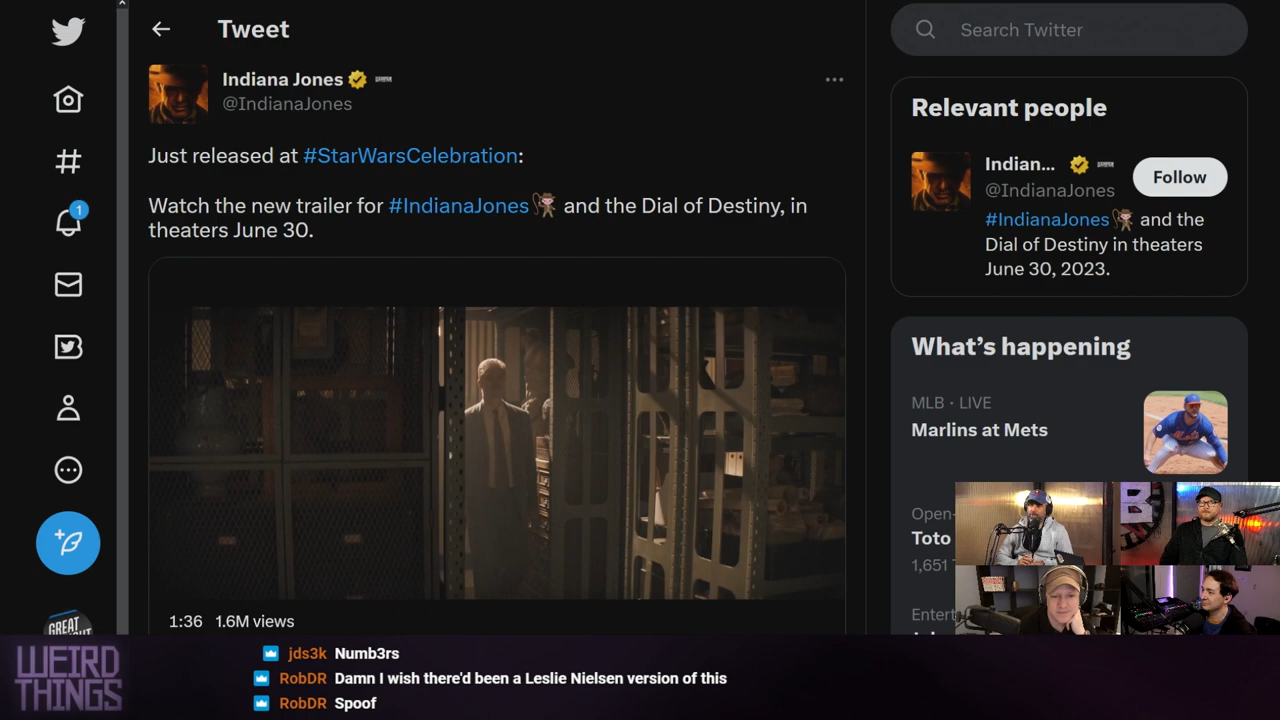 Tweet
Search Twitter
Indiana Jones
@IndianaJones
Just released at #StarWarsCelebration:
Watch the new trailer for #IndianaJones and the Dial of Destiny, in
theaters June 30.
1:36 1.6M views
Relevant people
Indian...
@IndianaJones
Follow
#IndianaJones and the
Dial of Destiny in theaters
June 30, 2023.
What's happening
MLB · LIVE
Marlins at Mets
Open-
Toto
1,651
Entert
1
GREAT
B
WEIRD
THINGS
jds3k Numb3rs
RobDR Damn I wish there'd been a Leslie Nielsen version of this
RobDR Spoof